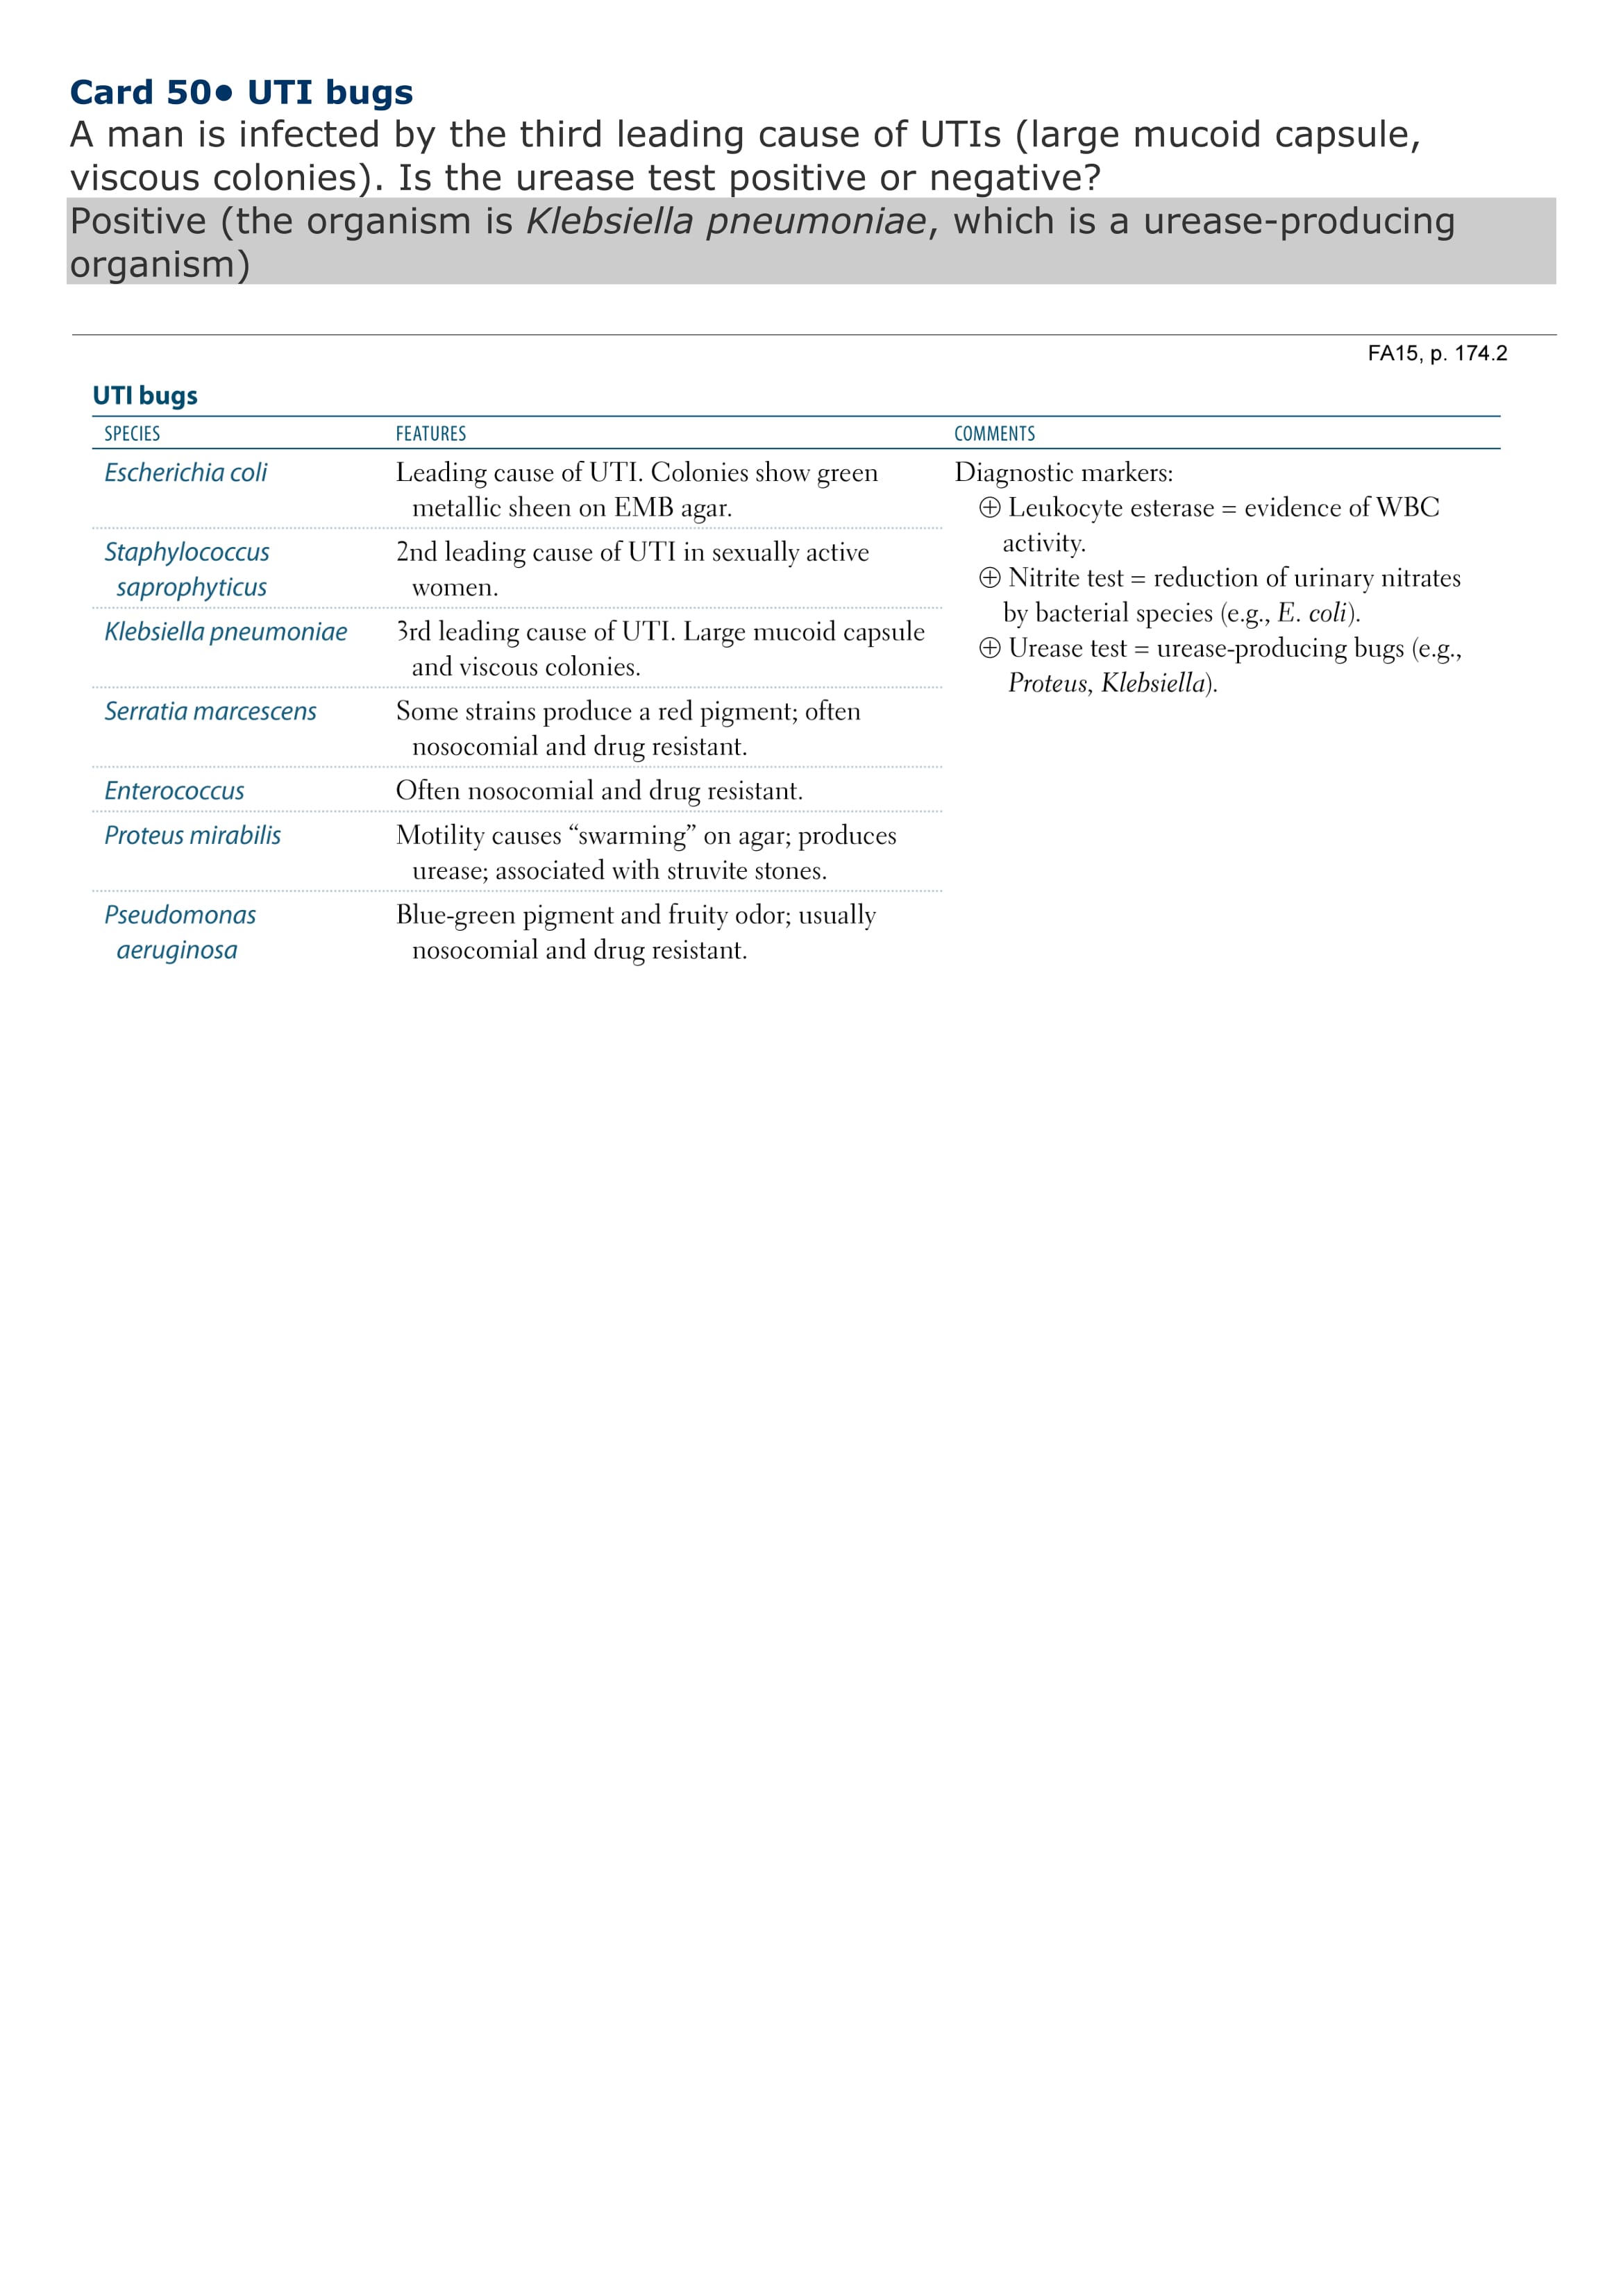 Card 50● UTI bugs
A man is infected by the third leading cause of UTIs (large mucoid capsule,
viscous colonies). Is the urease test positive or negative?
Positive (the organism is Klebsiella pneumoniae, which is a urease-producing
organism)
FA15, p. 174.2
UTI bugs
SPECIES FEATURES COMMENTS
Escherichia coli Leading cause of UTI. Colonies show green Diagnostic markers:
metallic sheen on EMB agar. ⊕ Leukocyte esterase = evidence of WBC
activity.
Staphylococcus 2nd leading cause of UTI in sexually active
⊕ Nitrite test = reduction of urinary nitrates
saprophyticus women.
by bacterial species (e.g., E. coli).
Klebsiella pneumoniae 3rd leading cause of UTI. Large mucoid capsule
⊕ Urease test = urease-producing bugs (e.g.,
and viscous colonies.
Proteus, Klebsiella).
Serratia marcescens Some strains produce a red pigment; often
nosocomial and drug resistant.
Enterococcus Often nosocomial and drug resistant.
Proteus mirabilis Motility causes “swarming” on agar; produces
urease; associated with struvite stones.
Pseudomonas Blue-green pigment and fruity odor; usually
aeruginosa nosocomial and drug resistant.